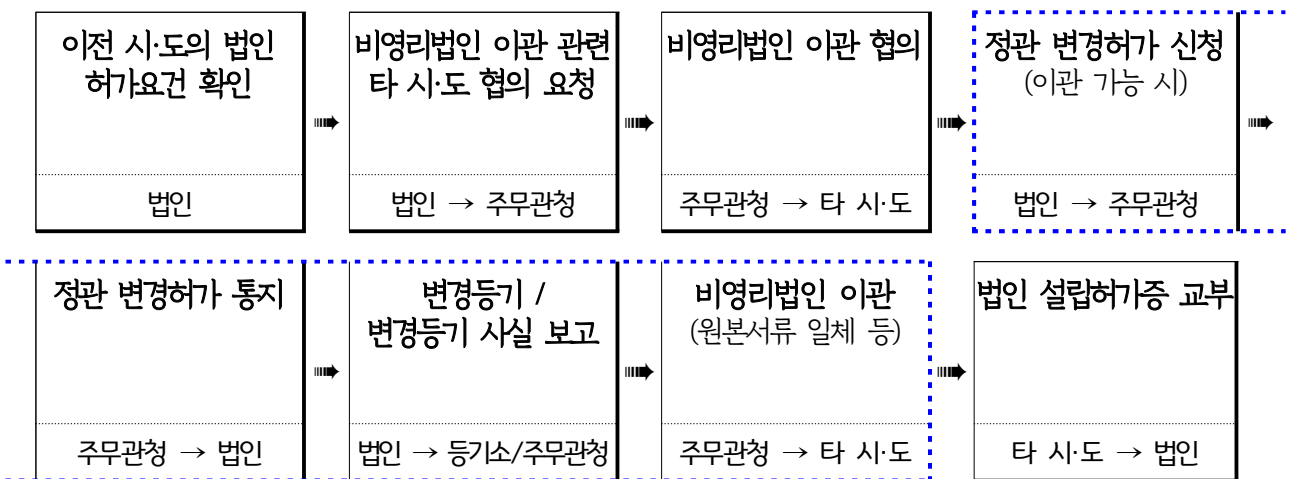 이전 시·도의 법인
허가요건 확인
법인
비영리법인 이관 관련
타 시·도 협의 요청
법인 → 주무관청
비영리법인 이관 협의
주무관청 → 타 시·도
정관 변경허가 신청
(이관 가능 시)
법인 → 주무관청
정관 변경허가 통지
주무관청 → 법인
변경등기 /
변경등기 사실 보고
법인 → 등기소/주무관청
비영리법인 이관
(원본서류 일체 등)
주무관청 → 타 시·도
법인 설립허가증 교부
타 시·도 → 법인